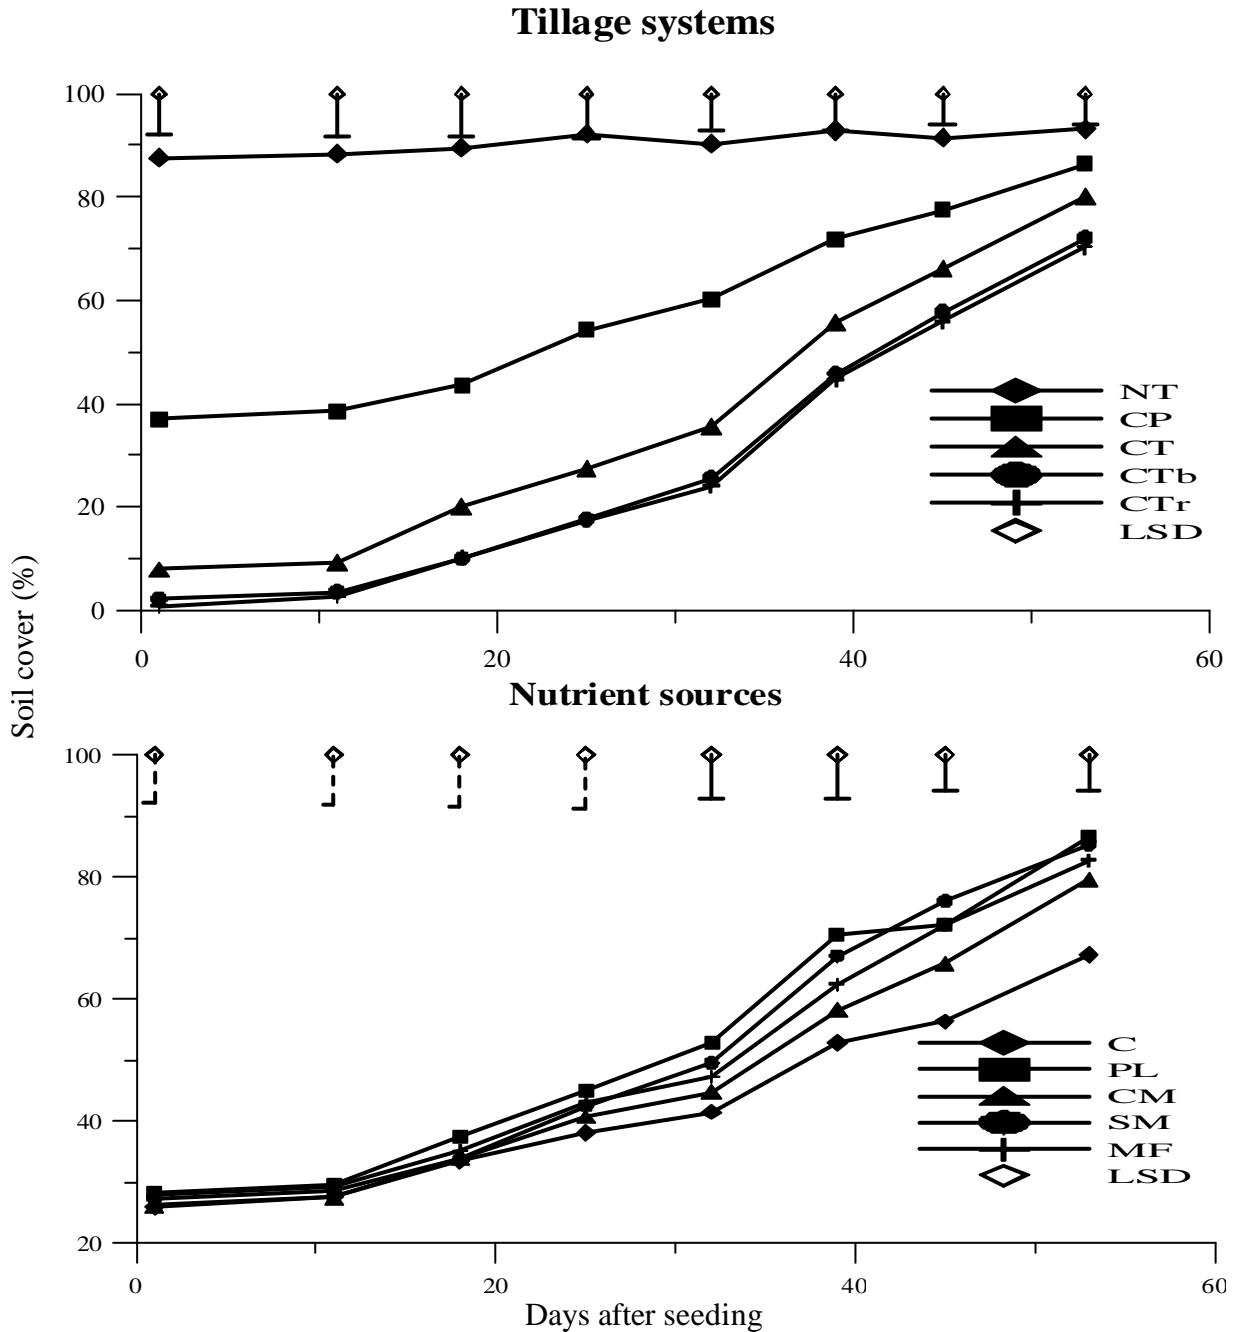 Tillage systems
100
80
60
40
20
0
0 20 40 60
NT
CP
CT
CTb
CTr
LSD
Soil cover (%)
Nutrient sources
100
80
60
40
20
0 20 40 60
C
PL
CM
SM
MF
LSD
Days after seeding